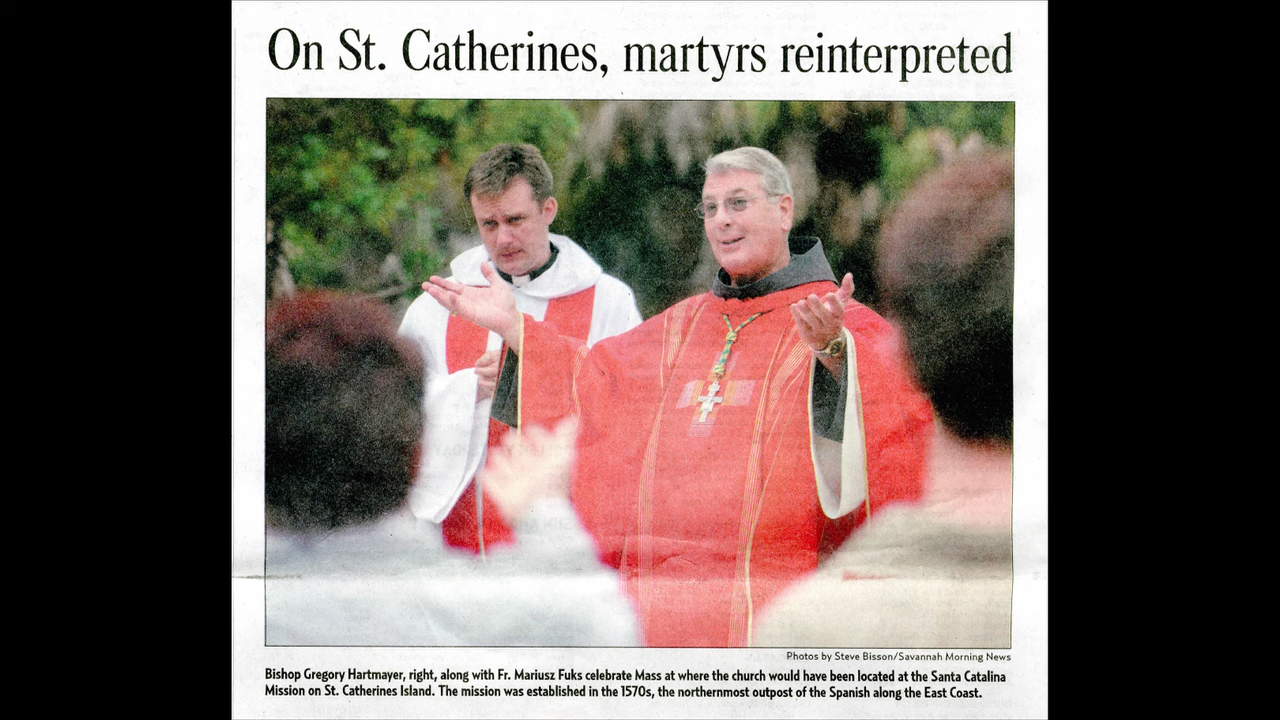 On St. Catherines, martyrs reinterpreted
Photos by Steve Bisson/Savannah Morning News
Bishop Gregory Hartmayer, right, along with Fr. Mariusz Fuks celebrate Mass at where the church would have been located at the Santa Catalina
Mission on St. Catherines Island. The mission was established in the 1570s, the northernmost outpost of the Spanish along the East Coast.